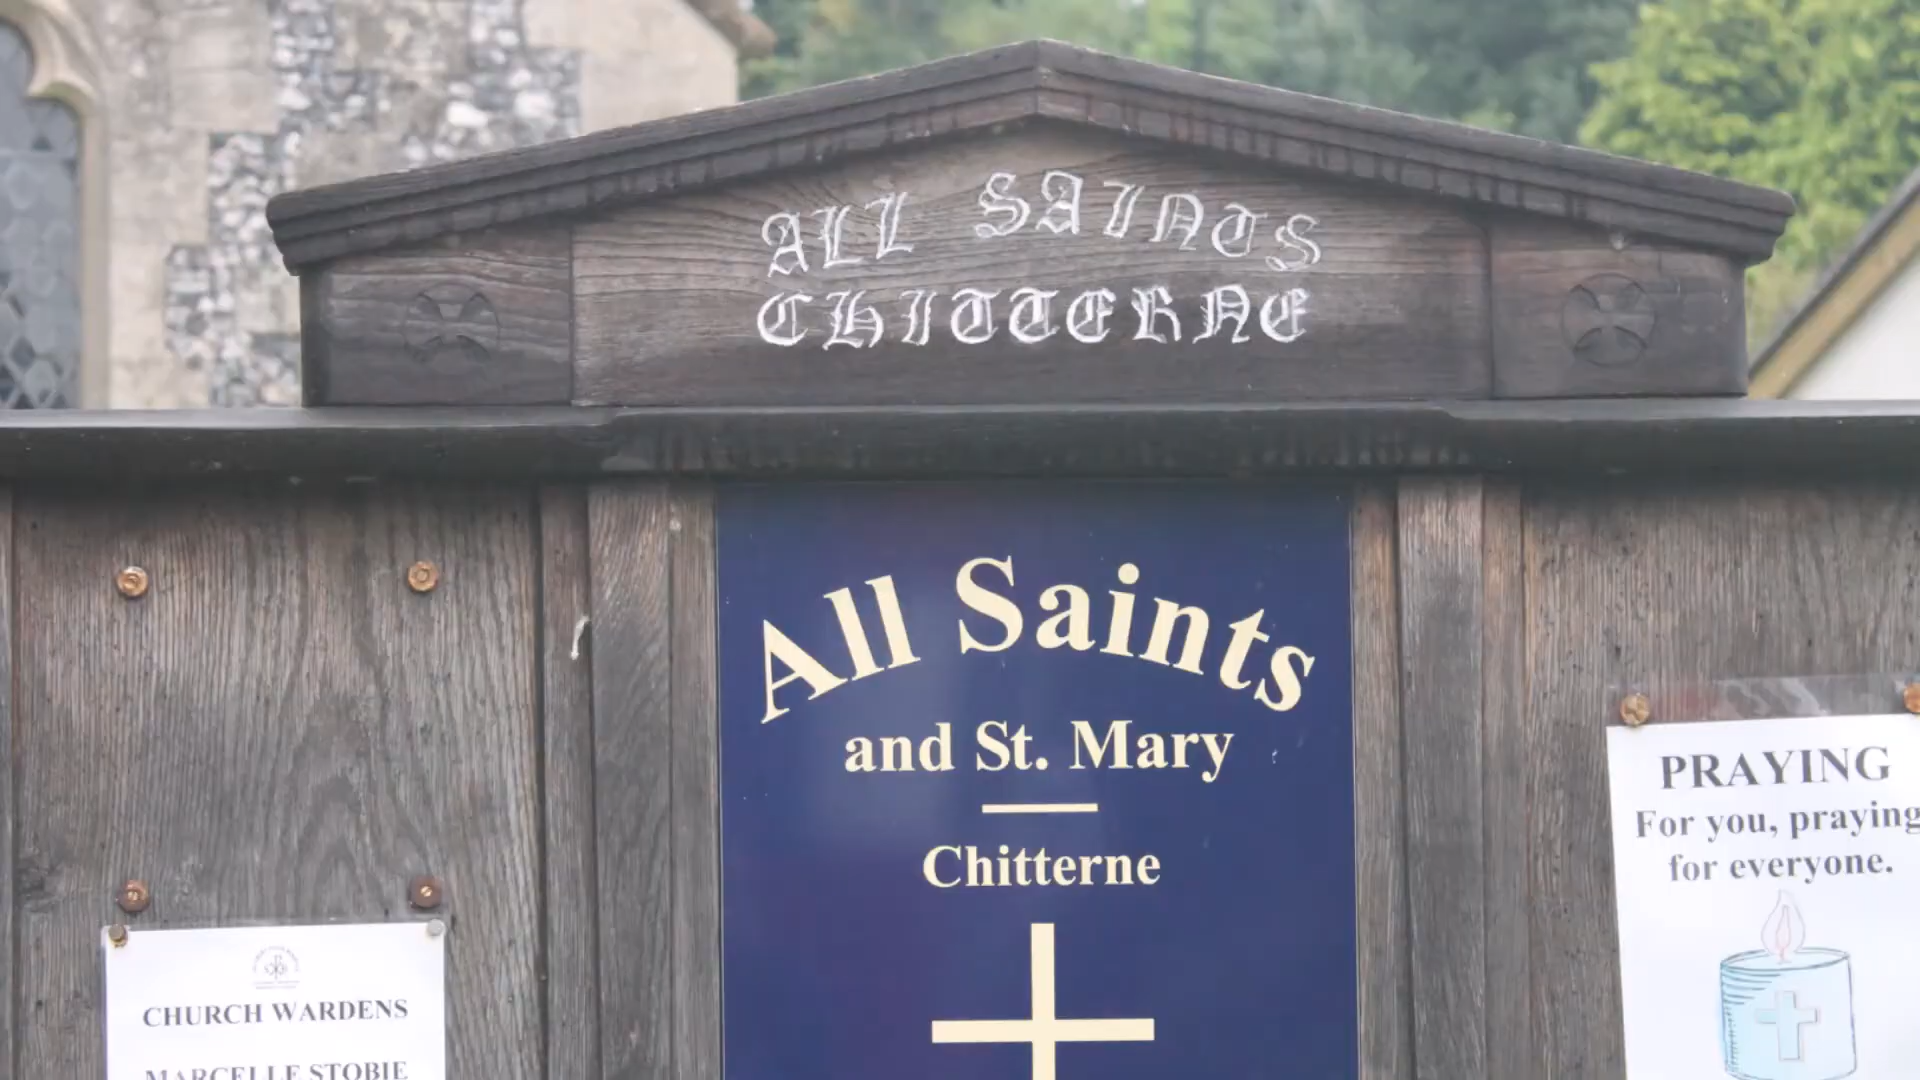 ALL SAINTS
CHITTERNE
All Saints
and St. Mary
Chitterne
CHURCH WARDENS
MARCELLE STOBIE
PRAYING
For you, praying
for everyone.